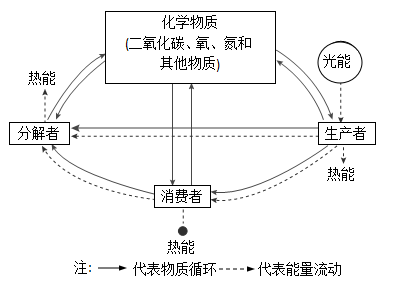 化学物质
(二氧化碳、氧、氮和
其他物质)
光能
热能
分解者
生产者
热能
消费者
热能
注: 代表物质循环 代表能量流动